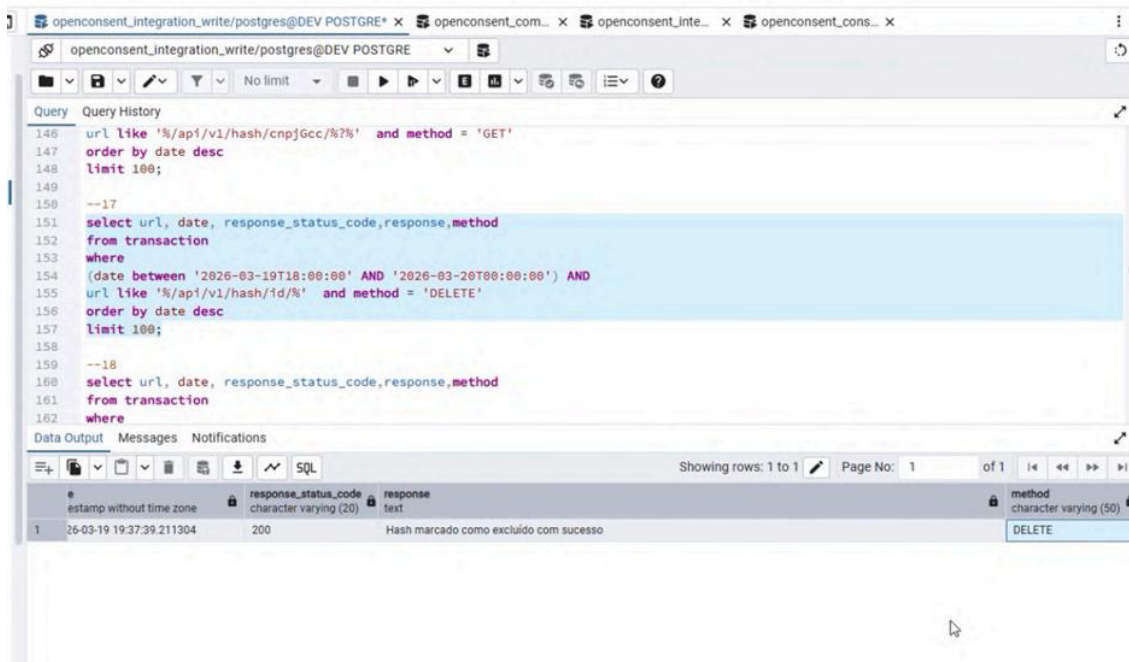 openconsent_integration_write/postgres@DEV POSTGRE* × openconsent_com... × openconsent_inte... × openconsent_cons... ×
openconsent_integration_write/postgres@DEV POSTGRE
No limit
Query Query History
146 url like '%/api/v1/hash/cnpjGcc/%?%' and method = 'GET'
147 order by date desc
148 limit 100;
149
150 --17
151 select url, date, response_status_code,response,method
152 from transaction
153 where
154 (date between '2026-03-19T18:00:00' AND '2026-03-20T00:00:00') AND
155 url like '%/api/v1/hash/id/%' and method = 'DELETE'
156 order by date desc
157 limit 100;
158
159 --18
160 select url, date, response_status_code,response,method
161 from transaction
162 where
Data Output Messages Notifications
SQL Showing rows: 1 to 1 Page No: 1 of 1
e response_status_code response method
estamp without time zone character varying (20) text character varying (50)
1 26-03-19 19:37:39.211304 200 Hash marcado como excluído com sucesso DELETE